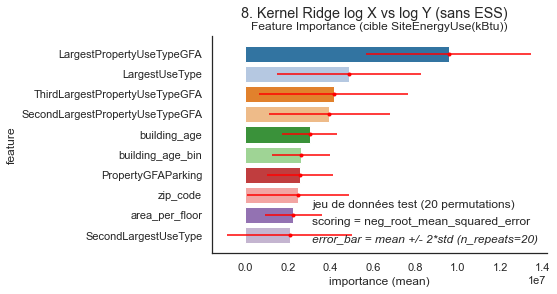 8. Kernel Ridge log X vs log Y (sans ESS)
Feature Importance (cible SiteEnergyUse(kBtu))
LargestPropertyUseTypeGFA
LargestUseType
ThirdLargestPropertyUseTypeGFA
SecondLargestPropertyUseTypeGFA
building_age
building_age_bin
PropertyGFAParking
zip_code
area_per_floor
SecondLargestUseType
feature
jeu de données test (20 permutations)
scoring = neg_root_mean_squared_error
error_bar = mean +/- 2*std (n_repeats=20)
0.0 0.2 0.4 0.6 0.8 1.0 1.2 1.4
1e7
importance (mean)